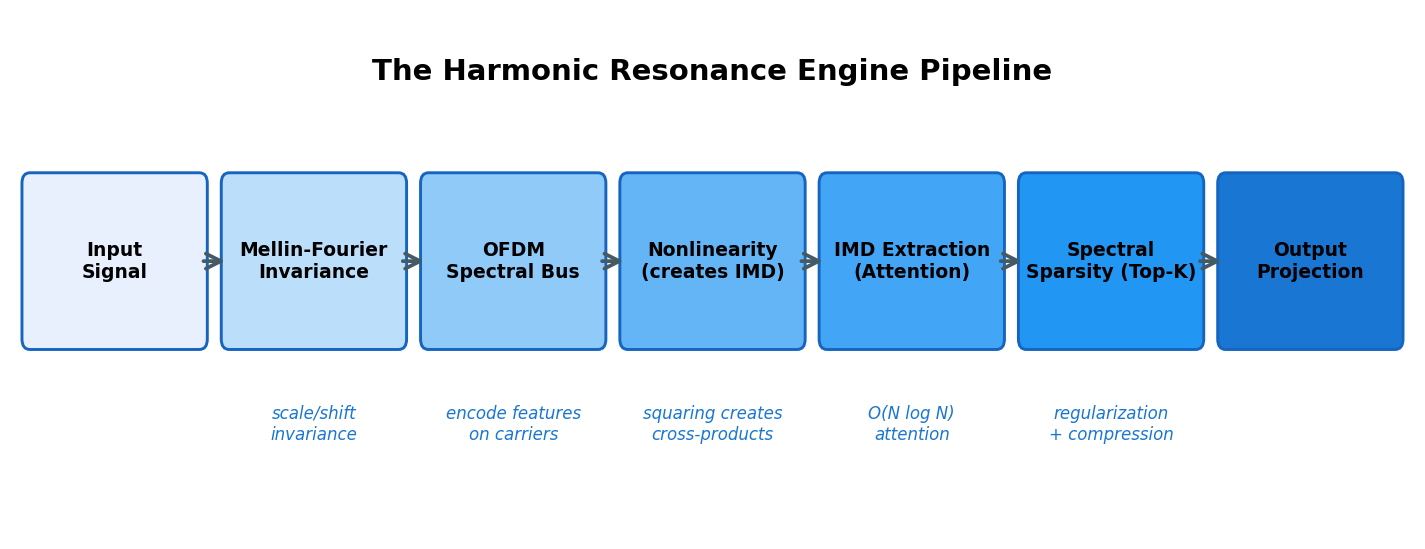 The Harmonic Resonance Engine Pipeline
Input
Signal
Mellin-Fourier
Invariance
OFDM
Spectral Bus
Nonlinearity
(creates IMD)
IMD Extraction
(Attention)
Spectral
Sparsity (Top-K)
Output
Projection
scale/shift
invariance
encode features
on carriers
squaring creates
cross-products
O(N log N)
attention
regularization
+ compression